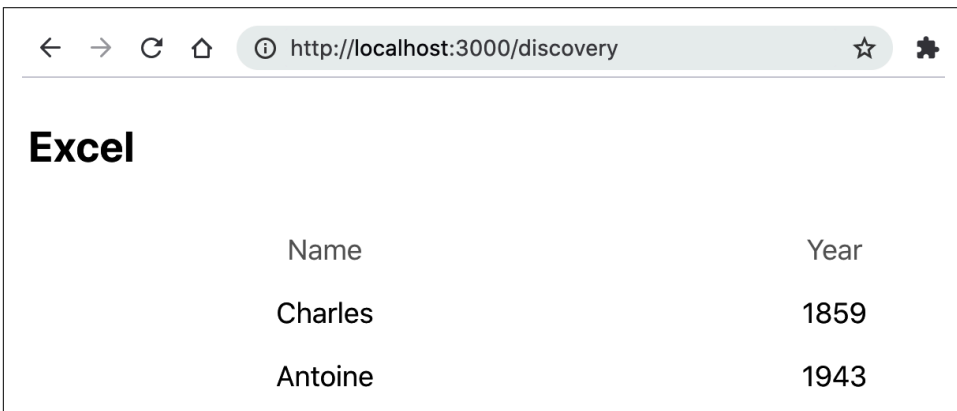 http://localhost:3000/discovery
Excel
Name Year
Charles 1859
Antoine 1943